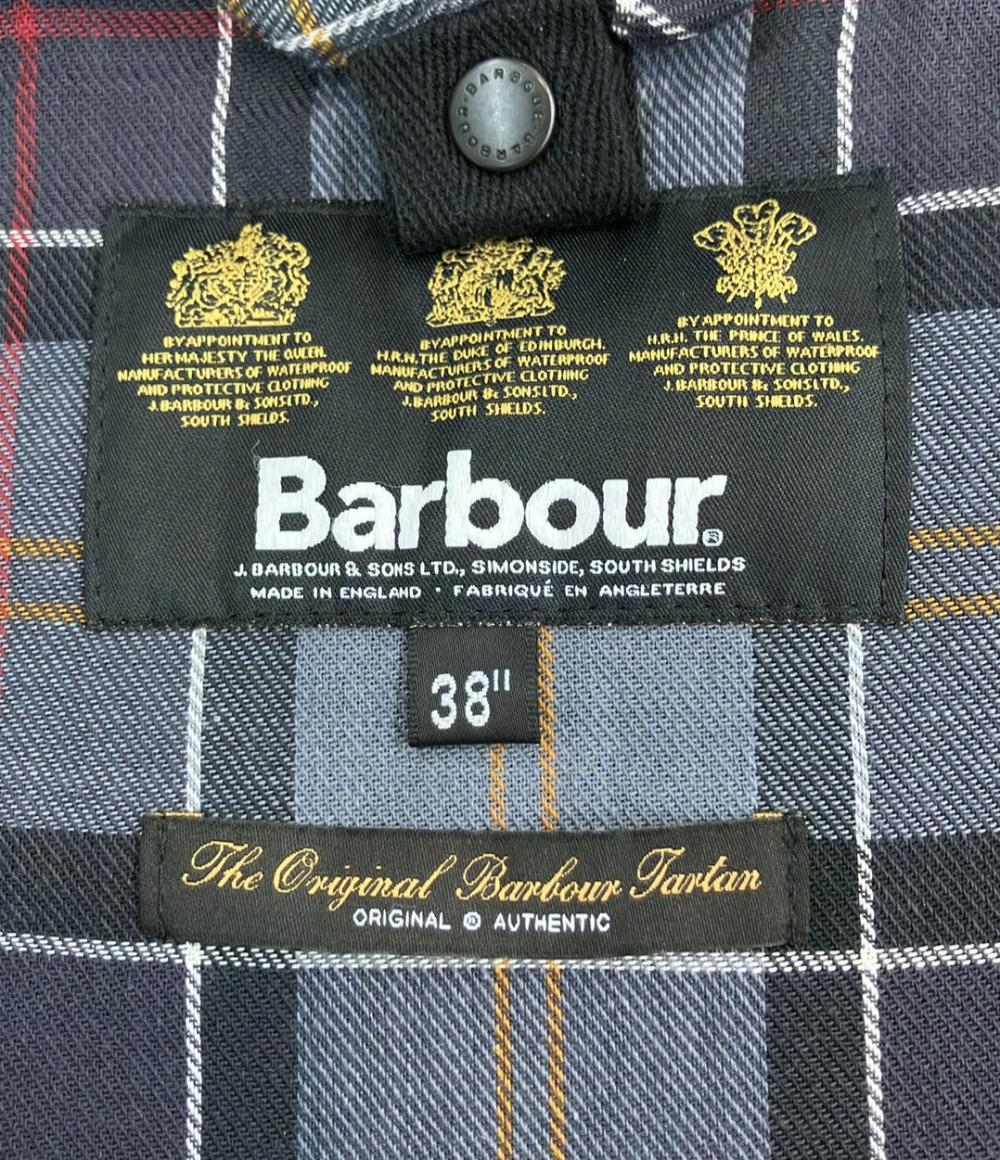 BARBOUR · BARBOUR
BY APPOINTMENT TO
HER MAJESTY THE QUEEN.
MANUFACTURERS OF WATERPROOF
AND PROTECTIVE CLOTHING
J. BARBOUR & SONS LTD.,
SOUTH SHIELDS.
BY APPOINTMENT TO
H.R.H. THE DUKE OF EDINBURGH.
MANUFACTURERS OF WATERPROOF
AND PROTECTIVE CLOTHING
J. BARBOUR & SONS LTD.,
SOUTH SHIELDS.
BY APPOINTMENT TO
H.R.H. THE PRINCE OF WALES.
MANUFACTURERS OF WATERPROOF
AND PROTECTIVE CLOTHING
J. BARBOUR & SONS LTD.,
SOUTH SHIELDS.
Barbour®
J. BARBOUR & SONS LTD., SIMONSIDE, SOUTH SHIELDS
MADE IN ENGLAND · FABRIQUÉ EN ANGLETERRE
38"
The Original Barbour Tartan
ORIGINAL AUTHENTIC